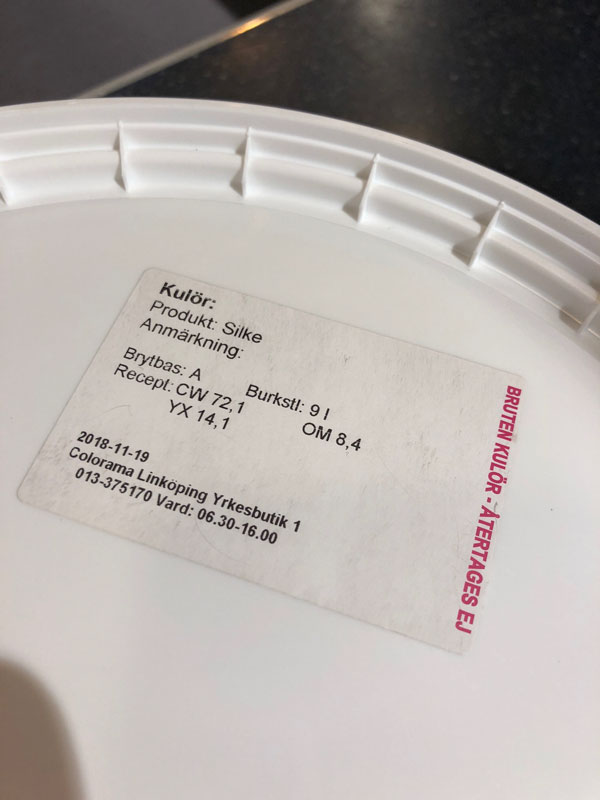 Kulör:
Produkt: Silke
Anmärkning:
Brytbas: A Burkstl: 9 l
Recept: CW 72,1 OM 8,4
YX 14,1
2018-11-19
Colorama Linköping Yrkesbutik 1
013-375170 Vard: 06.30-16.00
BRUTEN KULÖR - ÅTERTAGES EJ